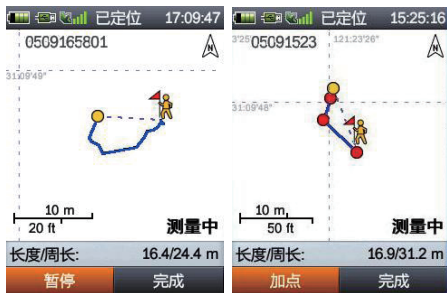 已定位 17:09:47
0509165801
31:09'49"
10 m
20 ft
测量中
长度/周长: 16.4/24.4 m
暂停 完成
已定位 15:25:16
05091523
3'25"
121:23'26"
31:09'48"
10 m
50 ft
测量中
长度/周长: 16.9/31.2 m
加点 完成